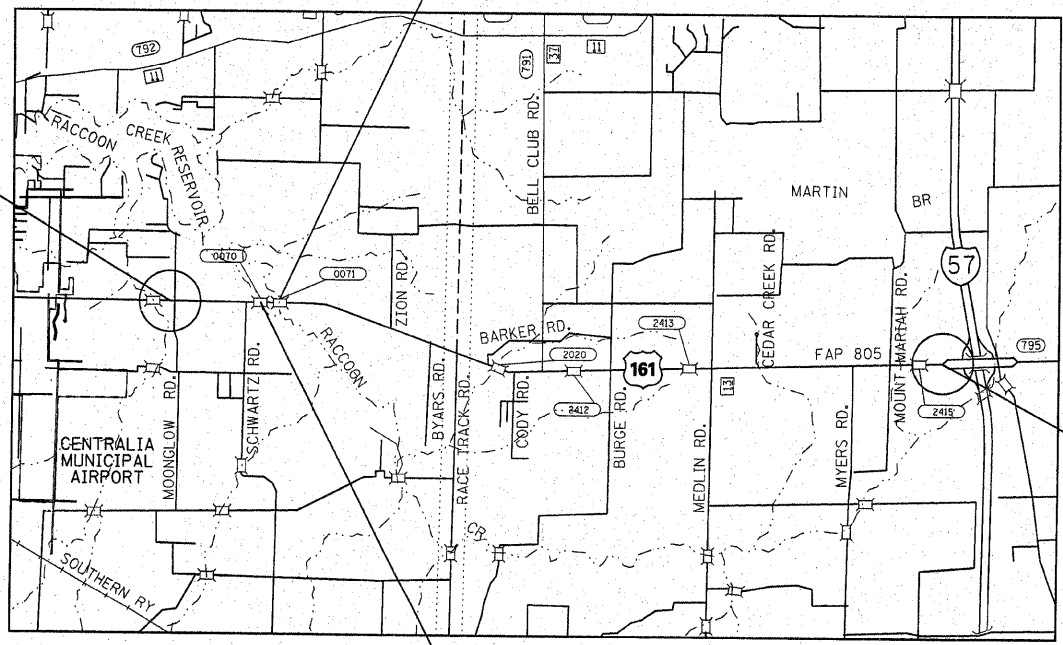 792
11
791
37
11
RACCOON
CREEK
RESERVOIR
BELL CLUB RD.
MARTIN
BR
0070
0071
ZION RD.
CEDAR CREEK RD.
57
MOUNT MARIAH RD.
RACCOON
BARKER RD.
2413
2020
161
FAP 805
795
SCHWARTZ RD.
BYARS RD.
CODY RD.
2412
13
2415
CENTRALIA
MUNICIPAL
AIRPORT
MOONGLOW RD.
RACE TRACK RD.
BURGE RD.
MEDLIN RD.
MYERS RD.
CR
SOUTHERN RY